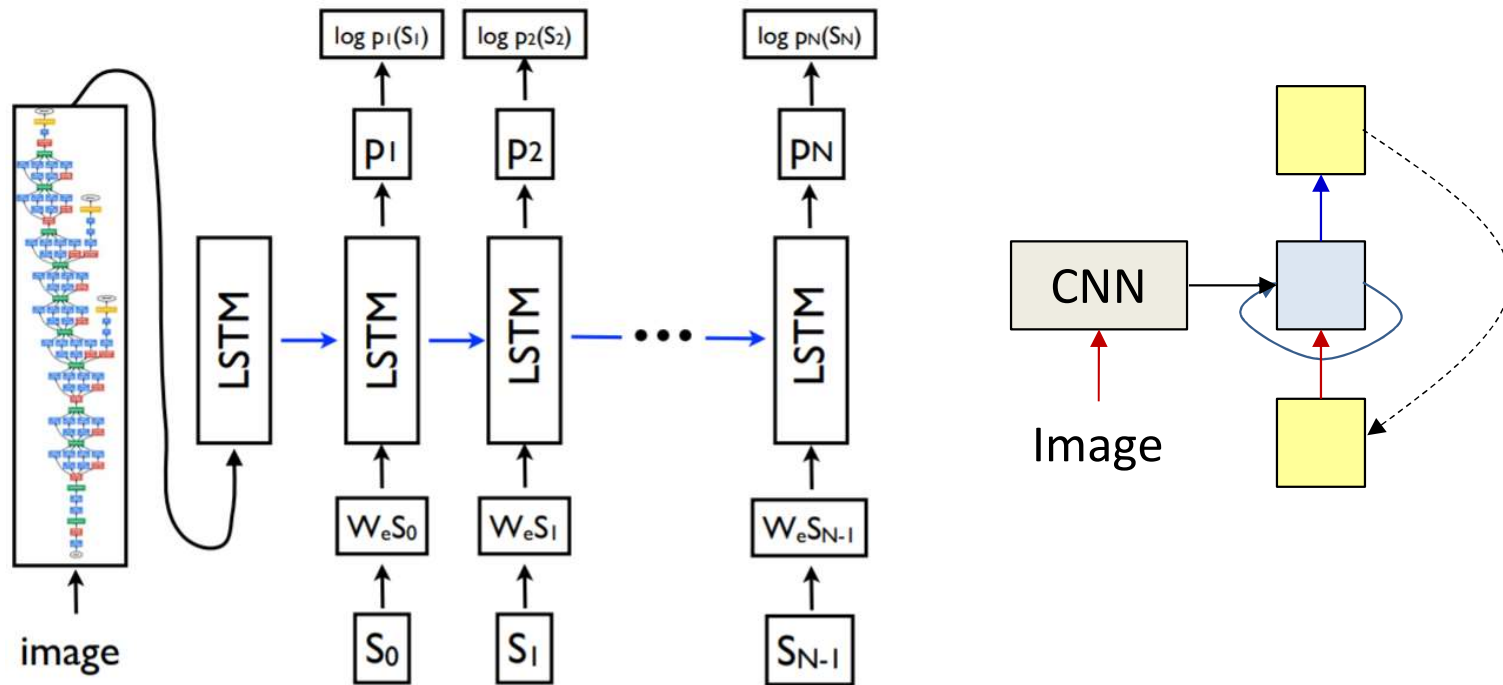 log p₁(S₁) log p₂(S₂) log pN(SN)
p₁ p₂ pN
LSTM LSTM LSTM ••• LSTM
WeS₀ WeS₁ WeSN-1
S₀ S₁ SN-1
image
CNN
Image